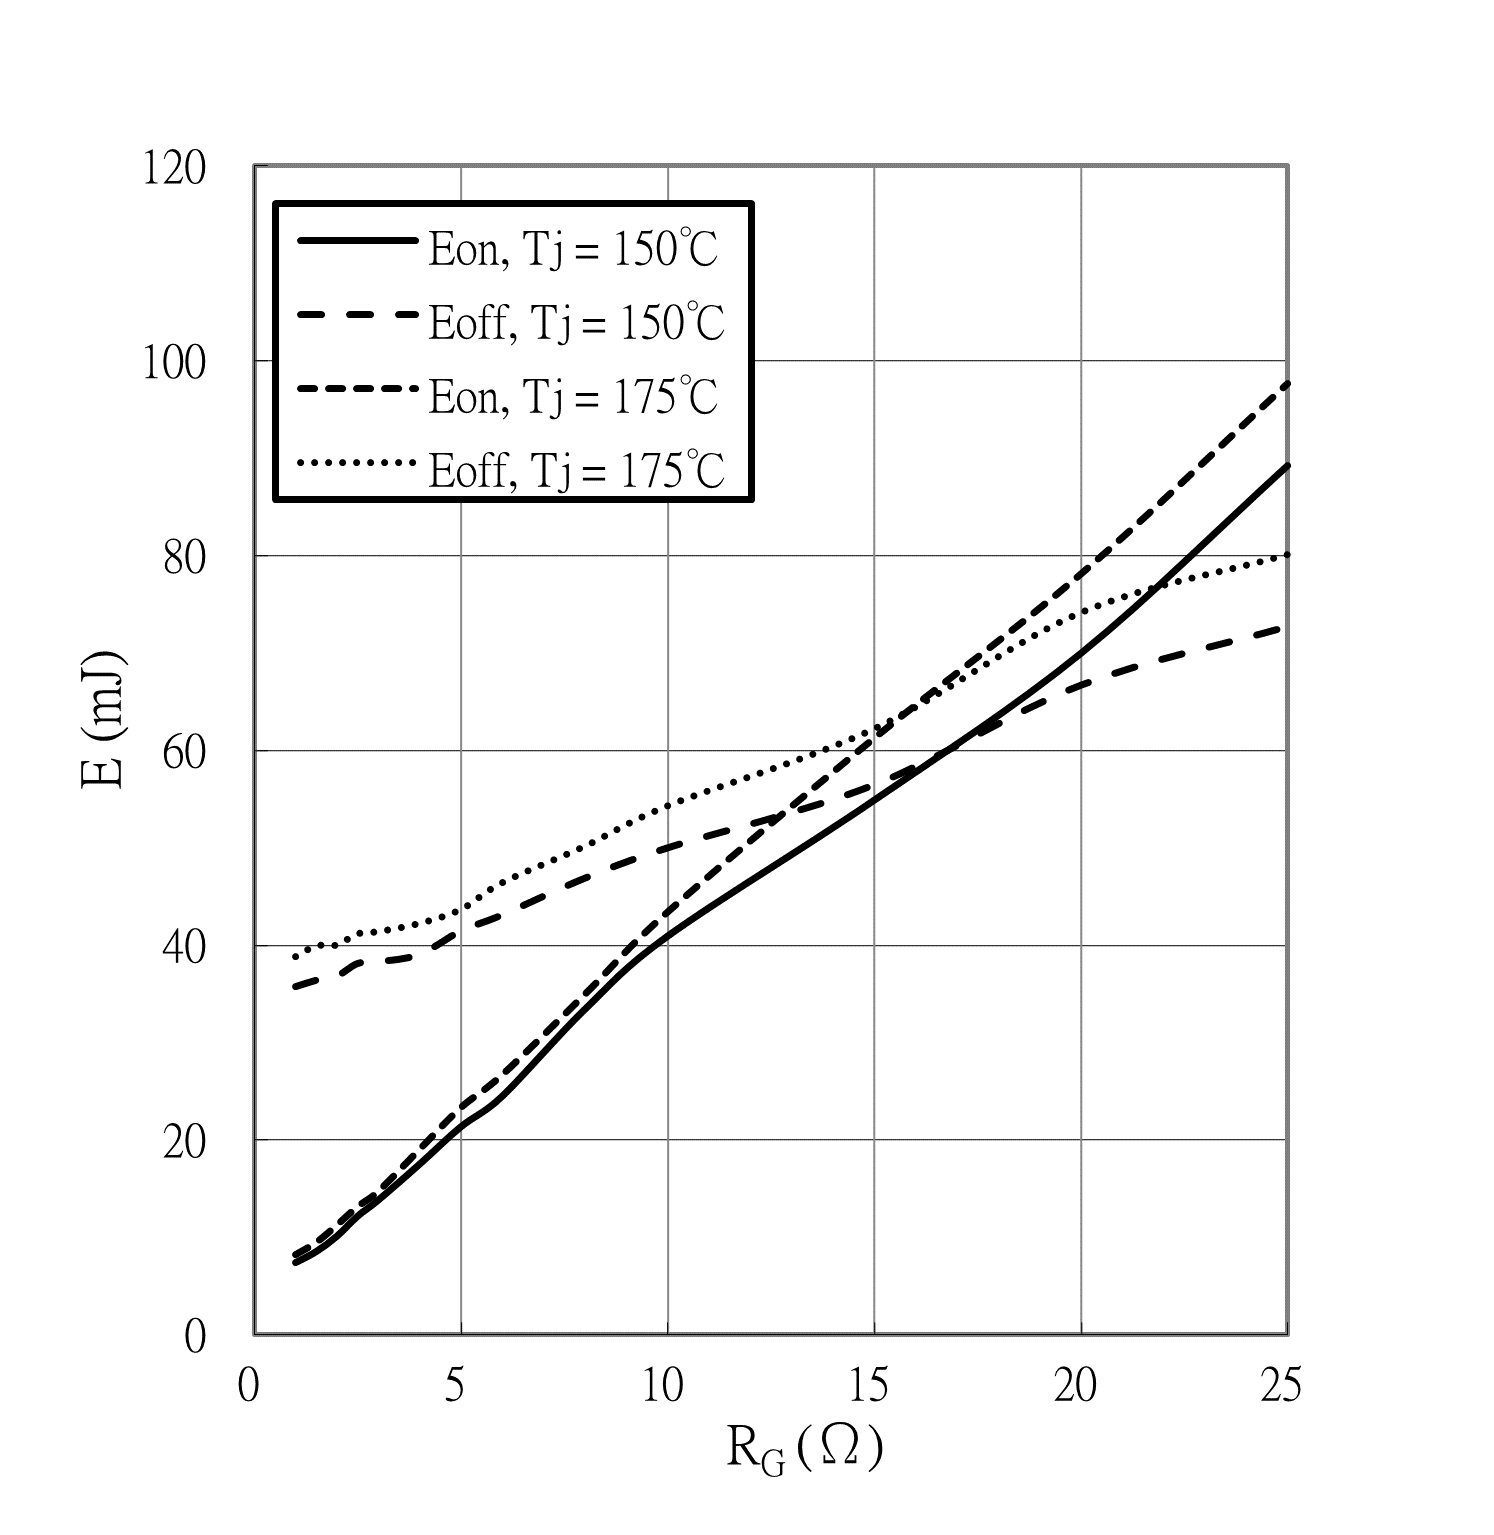 120
100
80
60
40
20
0
Eon, Tj = 150℃
Eoff, Tj = 150℃
Eon, Tj = 175℃
Eoff, Tj = 175℃
E (mJ)
0 5 10 15 20 25
R_G (Ω)